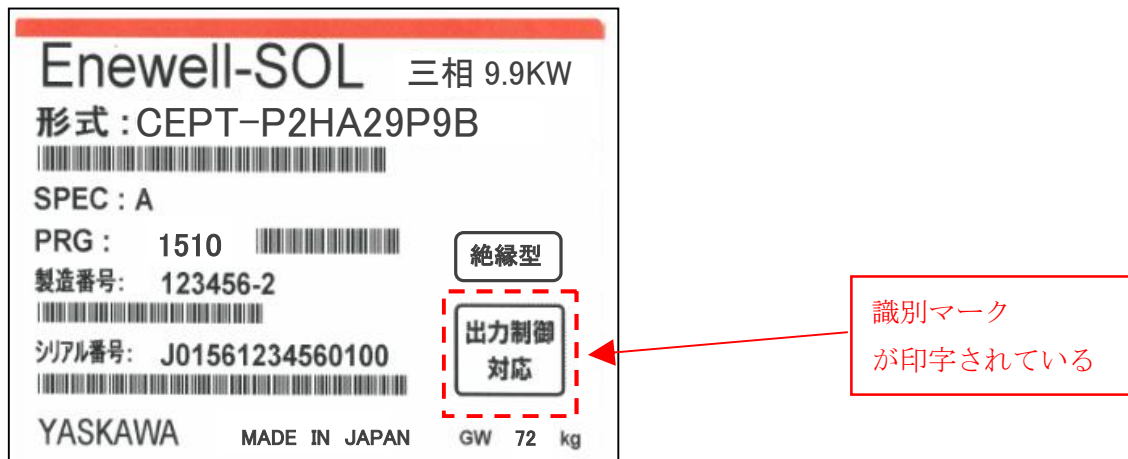 Enewell-SOL 三相 9.9KW
形式：CEPT-P2HA29P9B
SPEC : A
PRG : 1510
絶縁型
製造番号: 123456-2
出力制御
対応
シリアル番号: J01561234560100
YASKAWA MADE IN JAPAN GW 72 kg
識別マーク
が印字されている